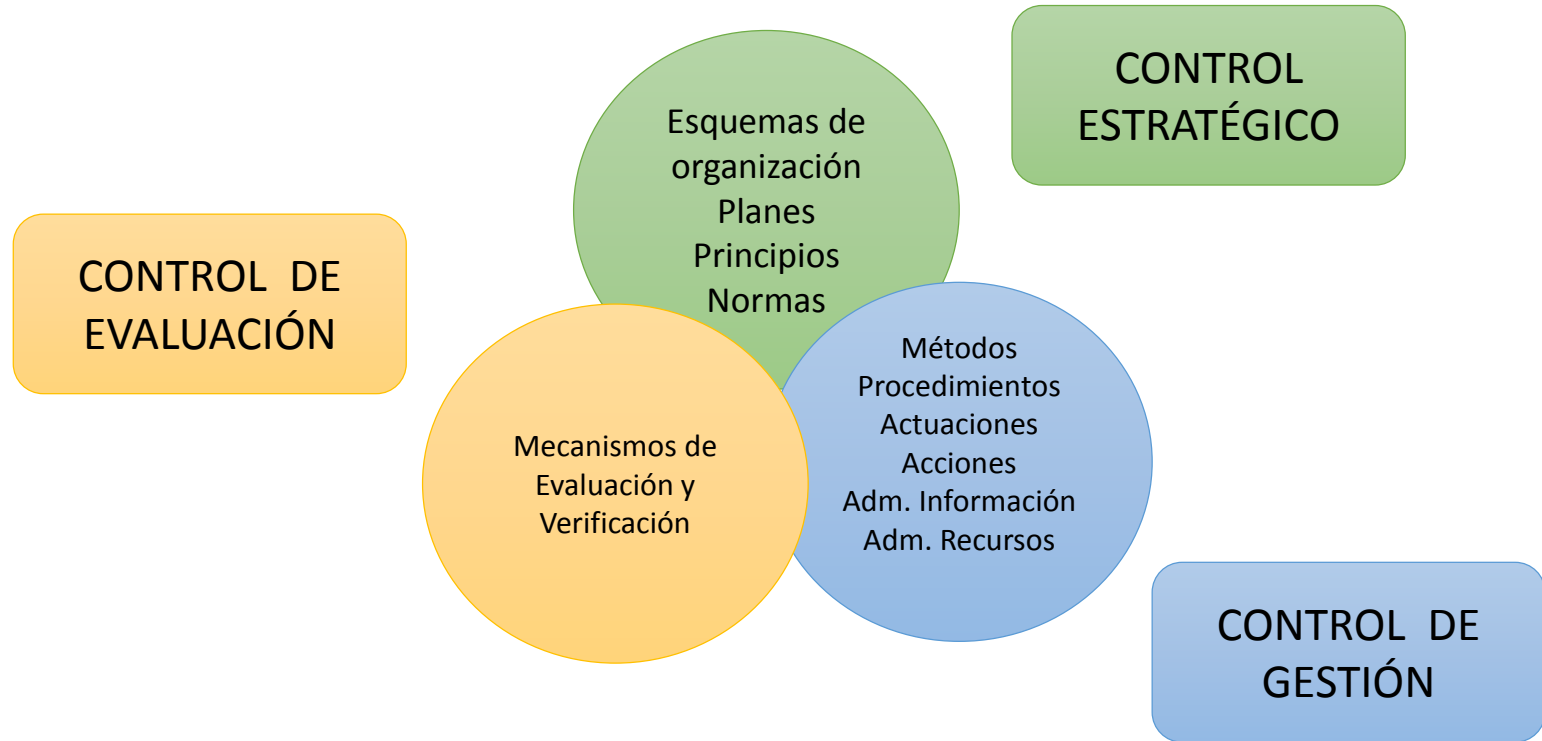 CONTROL
ESTRATÉGICO
Esquemas de
organización
Planes
Principios
Normas
CONTROL DE
EVALUACIÓN
Mecanismos de
Evaluación y
Verificación
Métodos
Procedimientos
Actuaciones
Acciones
Adm. Información
Adm. Recursos
CONTROL DE
GESTIÓN